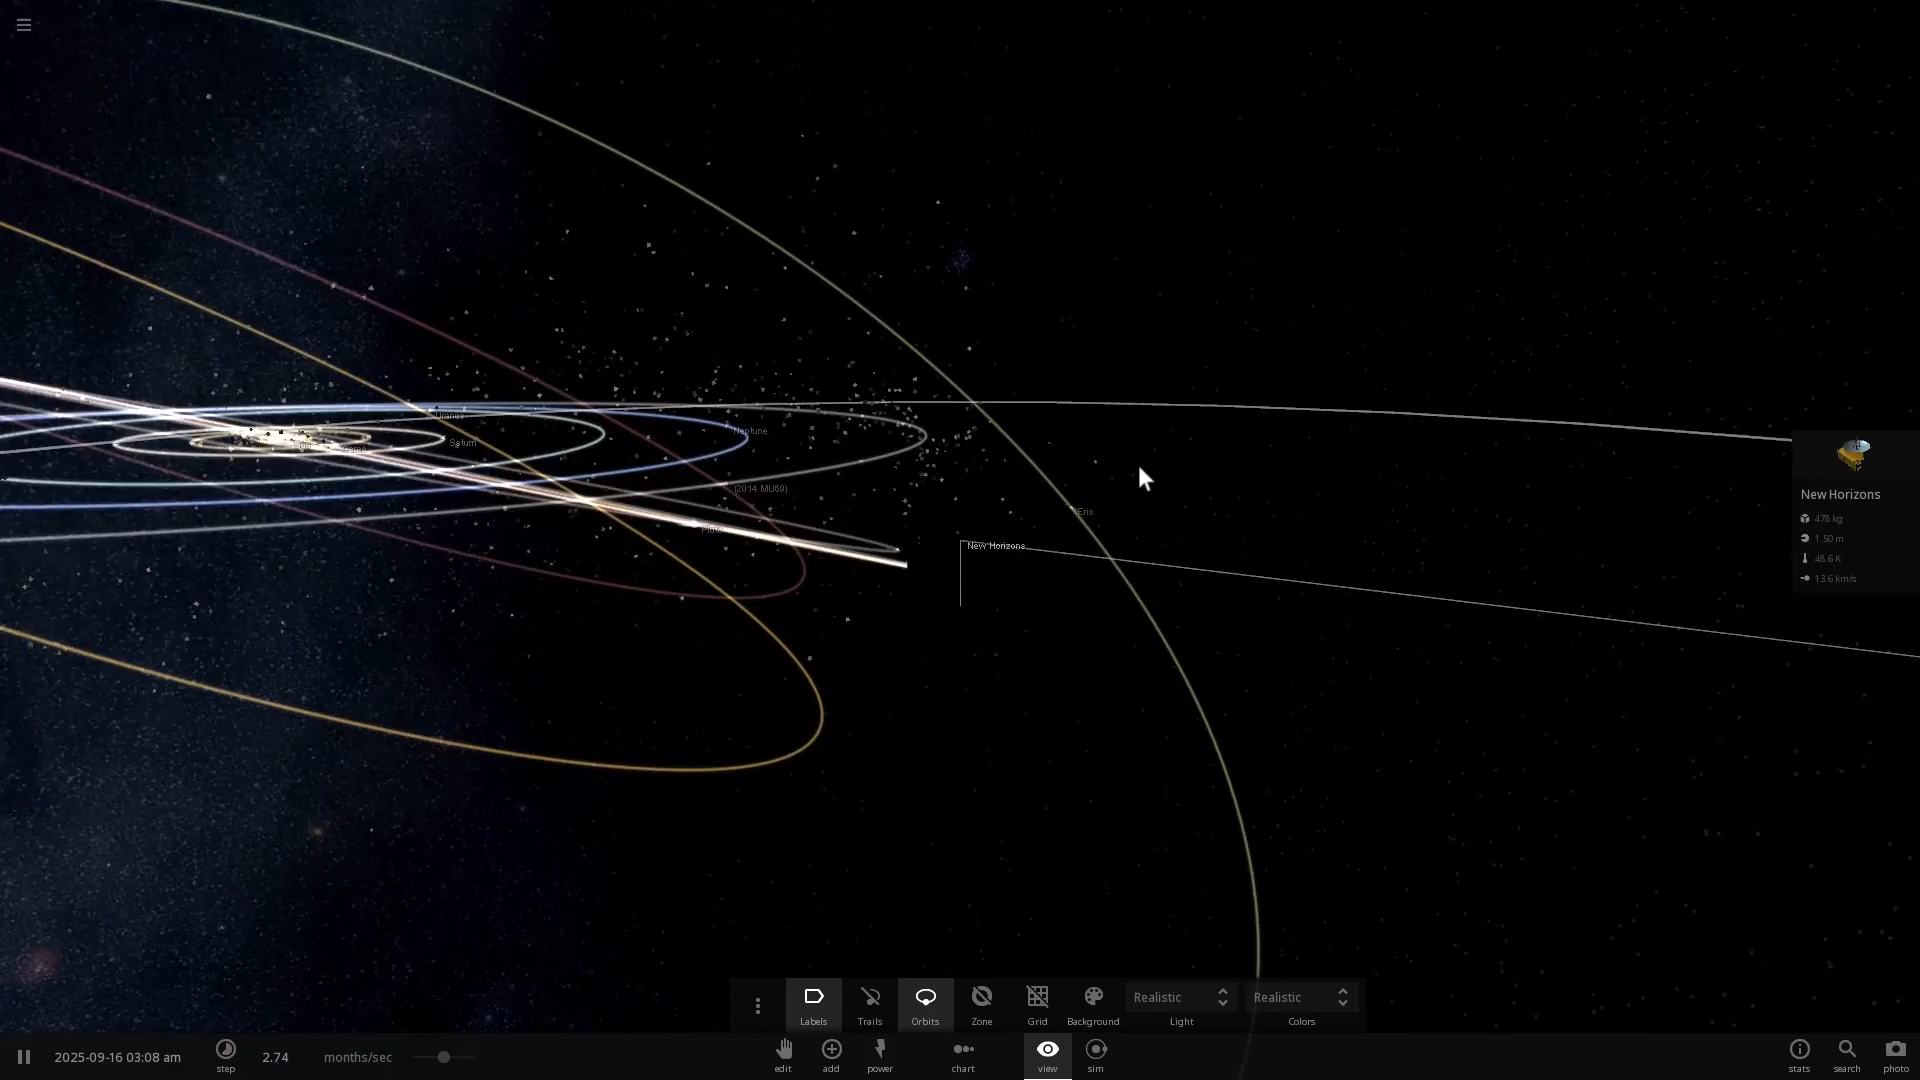 Uranus
Neptune
Saturn
(2014 MU69)
Eris
Pluto
New Horizons
New Horizons
478 kg
1.50 m
48.6 K
13.6 km/s
Realistic
Realistic
Labels
Trails
Orbits
Zone
Grid
Background
Light
Colors
2025-09-16 03:08 am
step
2.74
months/sec
edit
add
power
chart
view
sim
stats
search
photo